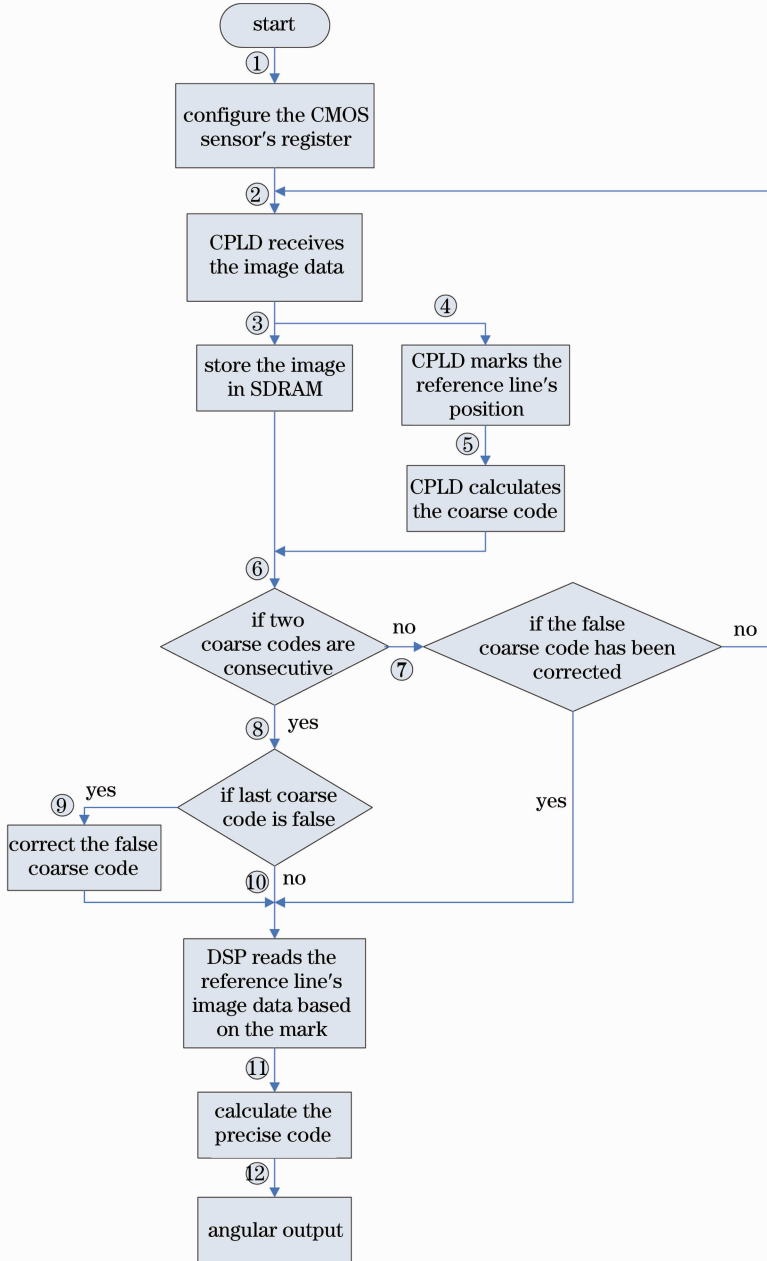 start
①
configure the CMOS
sensor's register
②
CPLD receives
the image data
③
④
store the image
in SDRAM
CPLD marks the
reference line's
position
⑤
CPLD calculates
the coarse code
⑥
if two
coarse codes are
consecutive
no
⑦
if the false
coarse code has been
corrected
no
⑧
yes
yes
if last coarse
code is false
yes
⑨
correct the false
coarse code
⑩
no
DSP reads the
reference line's
image data based
on the mark
⑪
calculate the
precise code
⑫
angular output